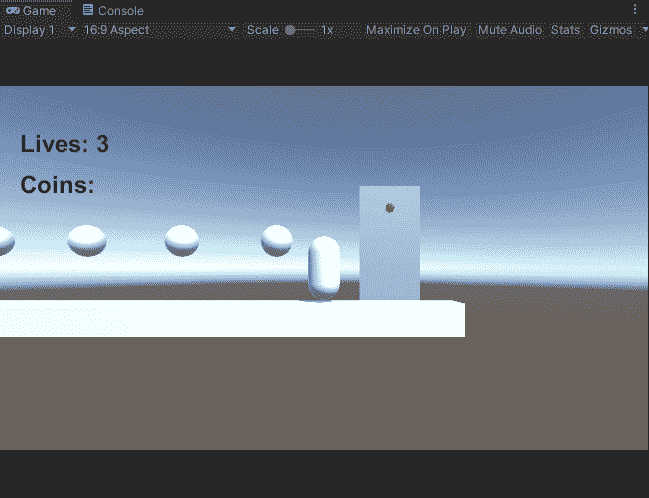 Game Console
Display 1 16:9 Aspect Scale 1x Maximize On Play Mute Audio Stats Gizmos
Lives: 3
Coins: